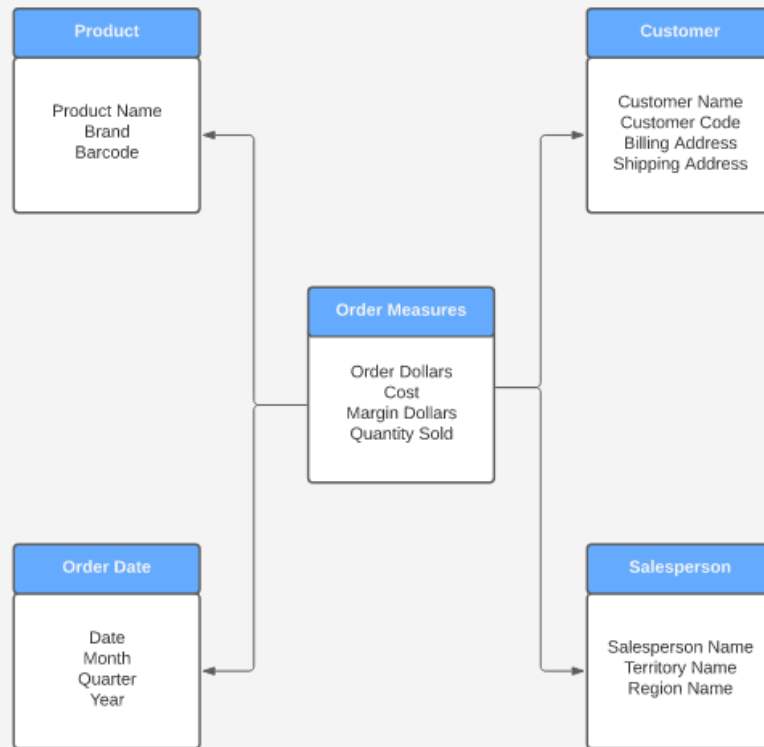 Product
Product Name
Brand
Barcode
Customer
Customer Name
Customer Code
Billing Address
Shipping Address
Order Measures
Order Dollars
Cost
Margin Dollars
Quantity Sold
Order Date
Date
Month
Quarter
Year
Salesperson
Salesperson Name
Territory Name
Region Name